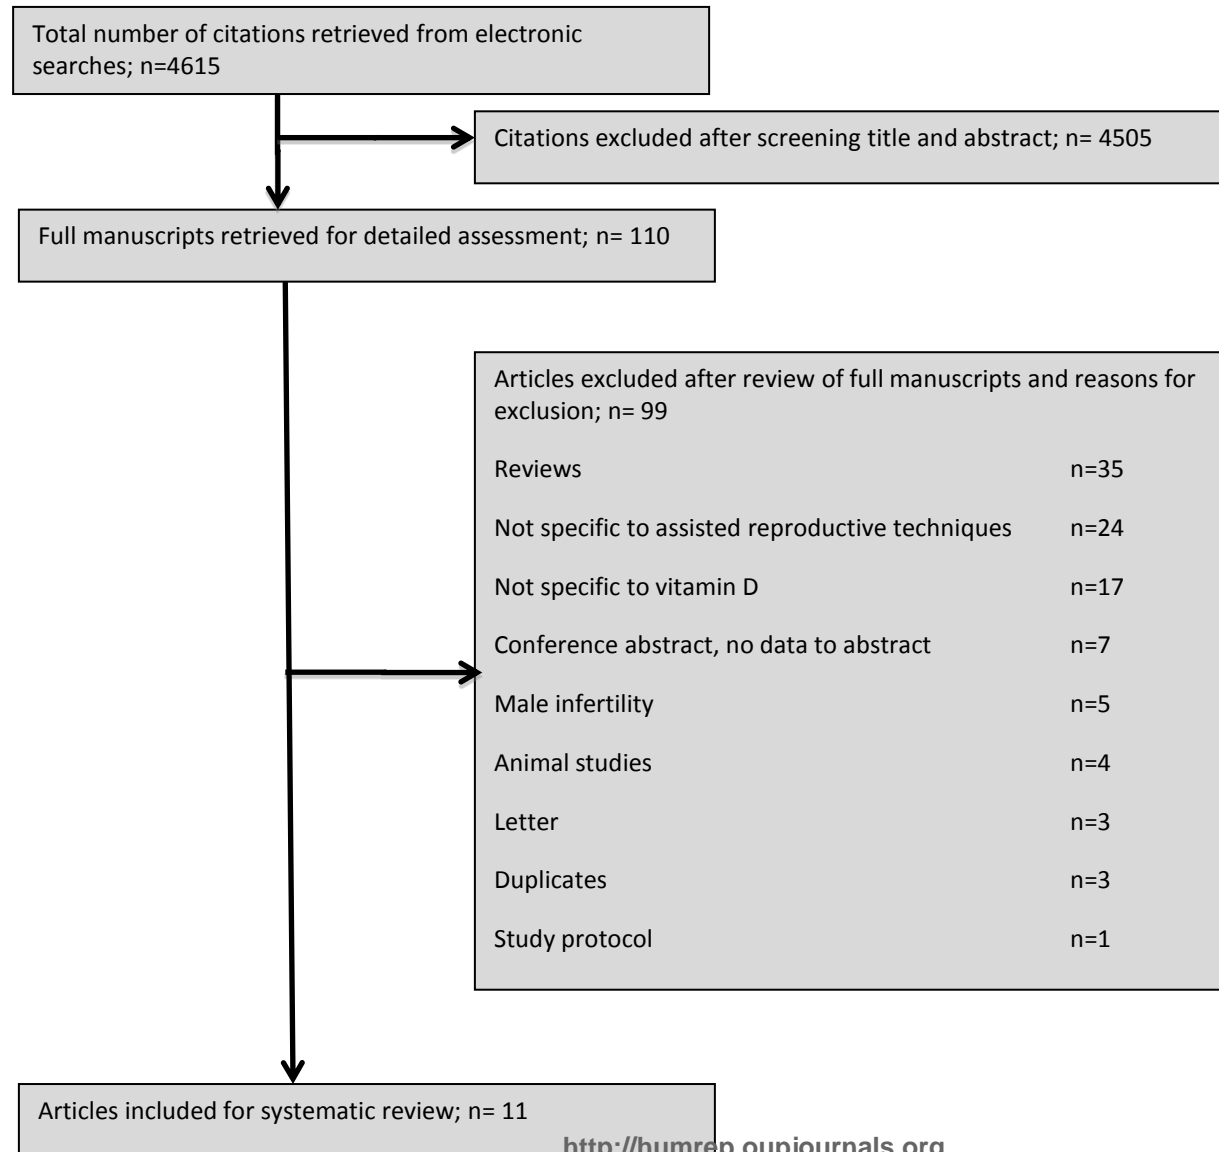 Total number of citations retrieved from electronic
searches; n=4615
Citations excluded after screening title and abstract; n= 4505
Full manuscripts retrieved for detailed assessment; n= 110
Articles excluded after review of full manuscripts and reasons for
exclusion; n= 99
Reviews n=35
Not specific to assisted reproductive techniques n=24
Not specific to vitamin D n=17
Conference abstract, no data to abstract n=7
Male infertility n=5
Animal studies n=4
Letter n=3
Duplicates n=3
Study protocol n=1
Articles included for systematic review; n= 11
http://humrep.oupjournals.org